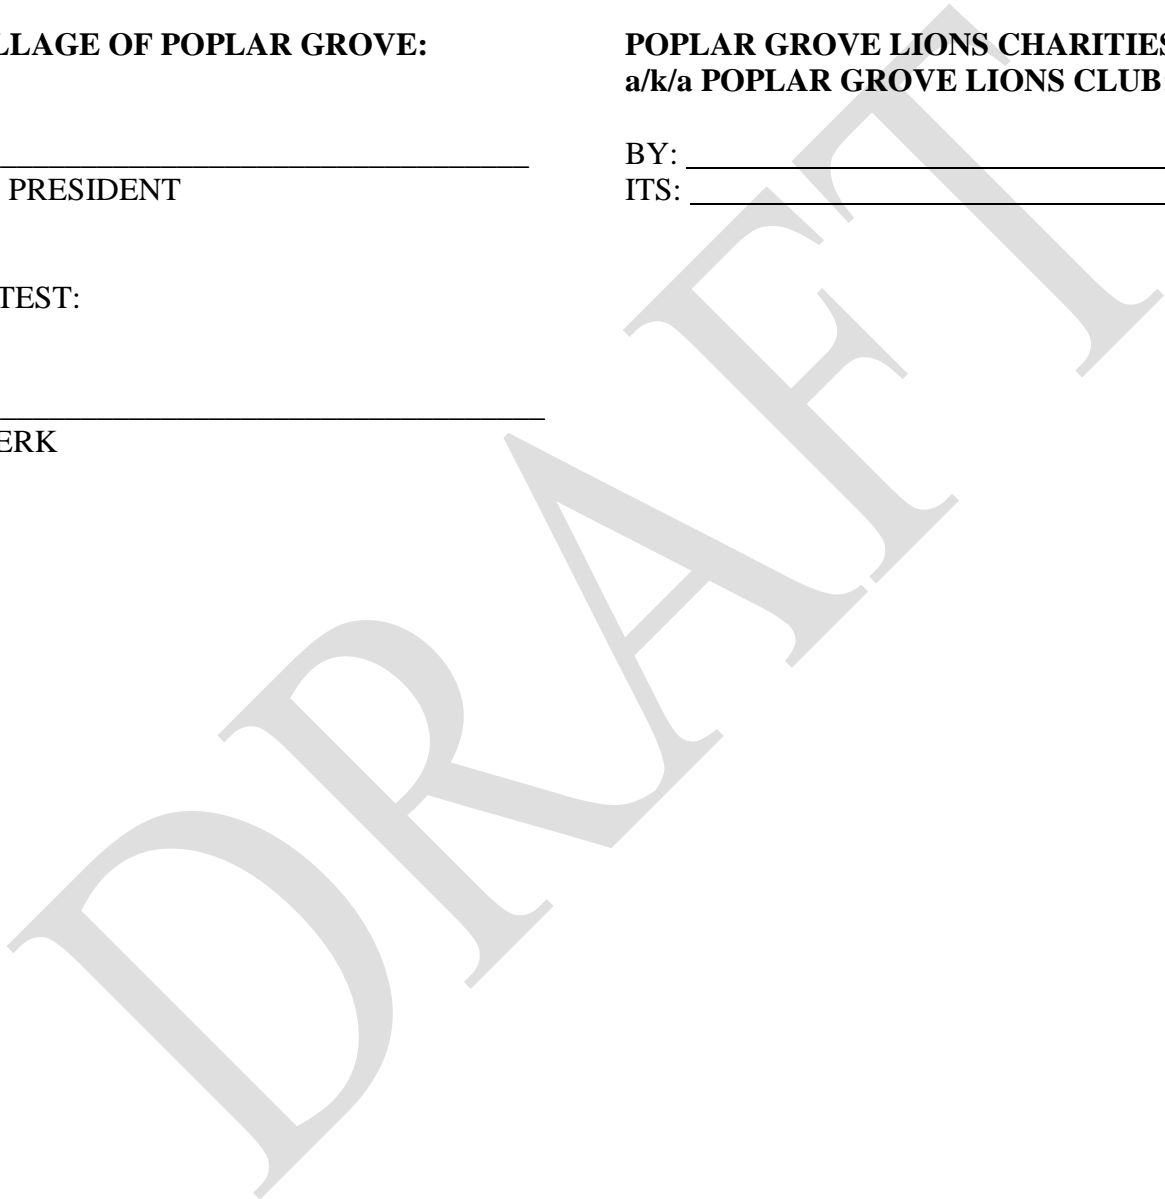 LLAGE OF POPLAR GROVE:
PRESIDENT
TEST:
ERK
POPLAR GROVE LIONS CHARITIES
a/k/a POPLAR GROVE LIONS CLUB:
BY:
ITS:
DRAFT